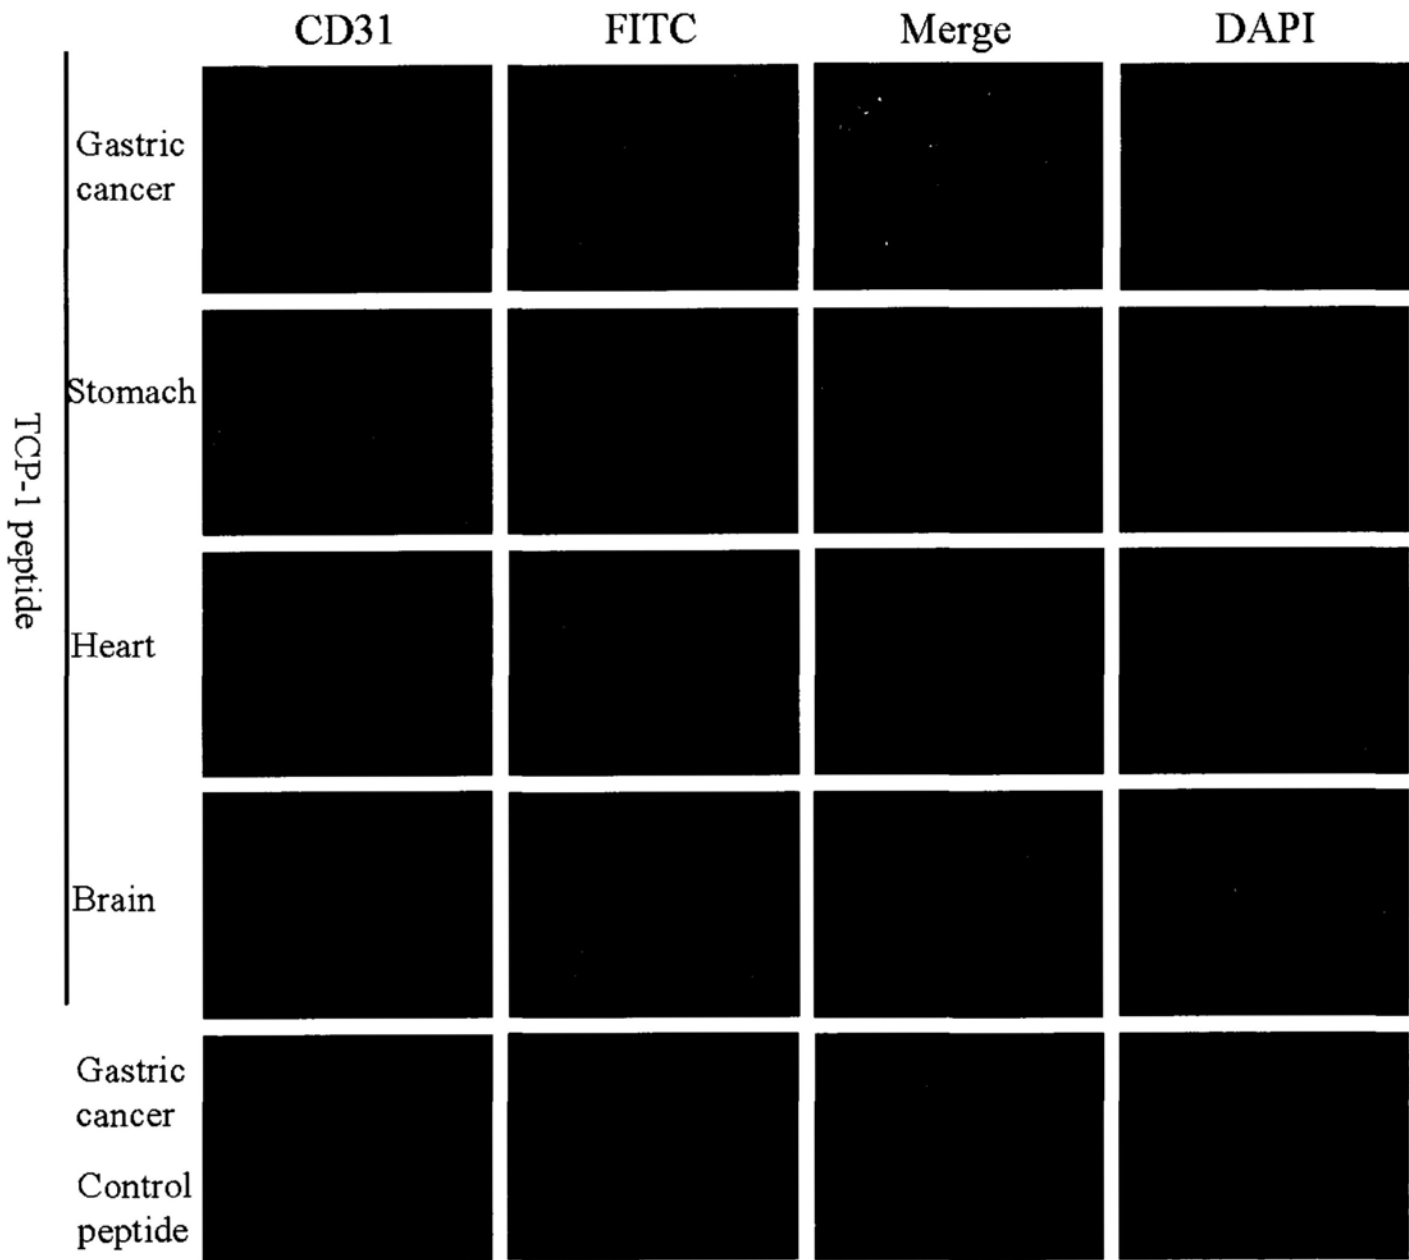 CD31 FITC Merge DAPI
TCP-1 peptide
Gastric
cancer
Stomach
Heart
Brain
Gastric
cancer
Control
peptide